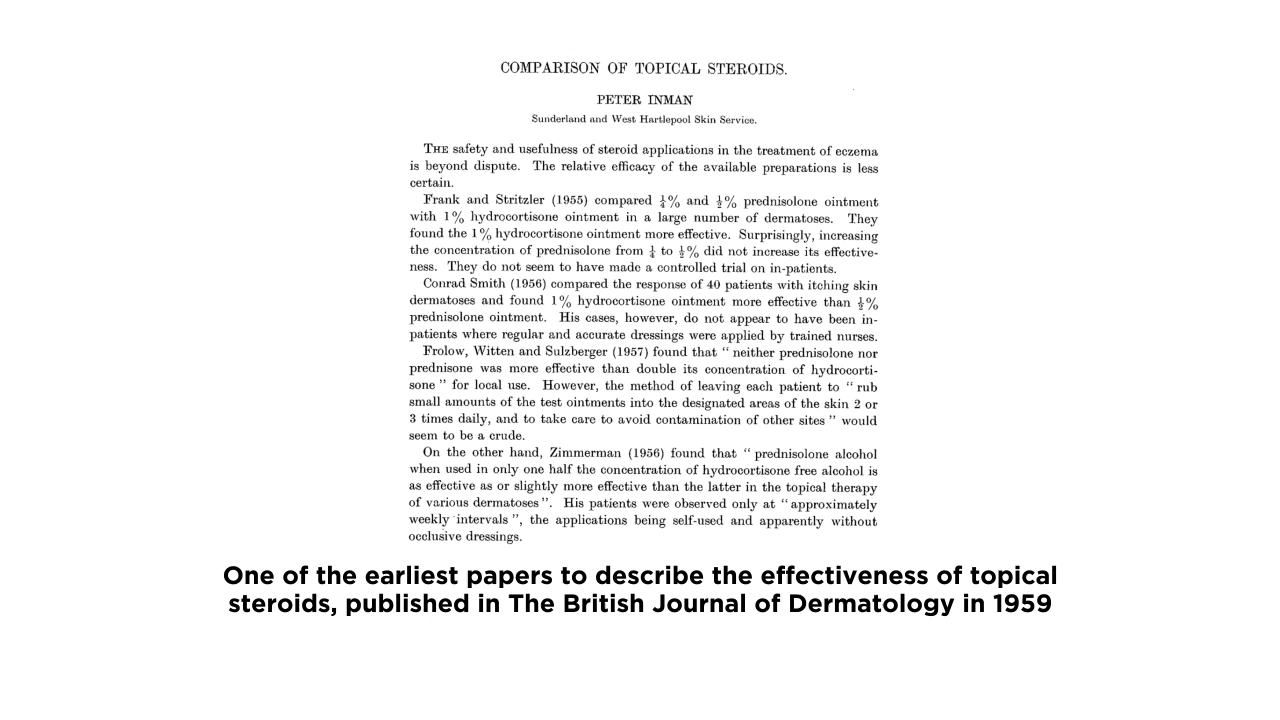 COMPARISON OF TOPICAL STEROIDS.
PETER INMAN
Sunderland and West Hartlepool Skin Service.
THE safety and usefulness of steroid applications in the treatment of eczema
is beyond dispute. The relative efficacy of the available preparations is less
certain.
Frank and Stritzler (1955) compared ¼% and ½% prednisolone ointment
with 1% hydrocortisone ointment in a large number of dermatoses. They
found the 1% hydrocortisone ointment more effective. Surprisingly, increasing
the concentration of prednisolone from ¼ to ½% did not increase its effective-
ness. They do not seem to have made a controlled trial on in-patients.
Conrad Smith (1956) compared the response of 40 patients with itching skin
dermatoses and found 1% hydrocortisone ointment more effective than ½%
prednisolone ointment. His cases, however, do not appear to have been in-
patients where regular and accurate dressings were applied by trained nurses.
Frolow, Witten and Sulzberger (1957) found that “ neither prednisolone nor
prednisone was more effective than double its concentration of hydrocorti-
sone ” for local use. However, the method of leaving each patient to “ rub
small amounts of the test ointments into the designated areas of the skin 2 or
3 times daily, and to take care to avoid contamination of other sites ” would
seem to be a crude.
On the other hand, Zimmerman (1956) found that “ prednisolone alcohol
when used in only one half the concentration of hydrocortisone free alcohol is
as effective as or slightly more effective than the latter in the topical therapy
of various dermatoses ”. His patients were observed only at “ approximately
weekly intervals ”, the applications being self-used and apparently without
occlusive dressings.
One of the earliest papers to describe the effectiveness of topical
steroids, published in The British Journal of Dermatology in 1959